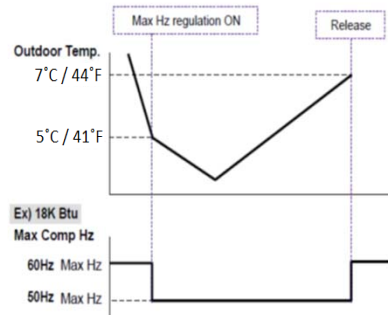 Max Hz regulation ON
Release
Outdoor Temp.
7˚C / 44˚F
5˚C / 41˚F
Ex) 18K Btu
Max Comp Hz
60Hz Max Hz
50Hz Max Hz